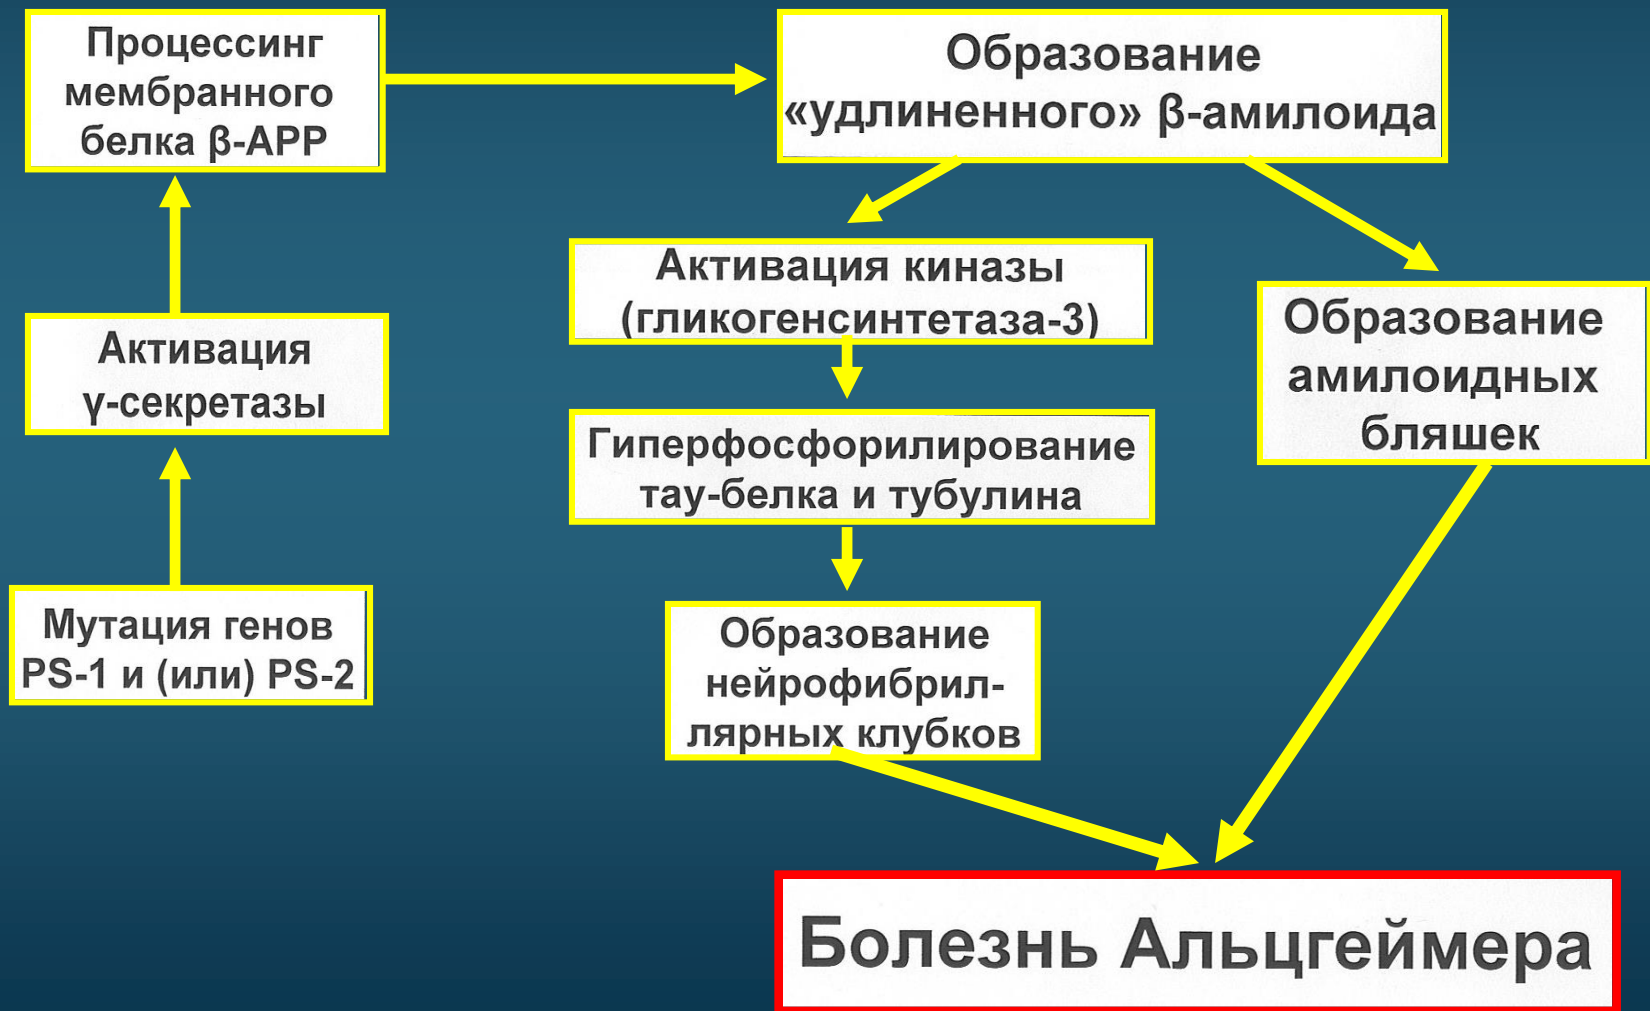 Процессинг
мембранного
белка β-APP
Образование
«удлиненного» β-амилоида
Активация киназы
(гликогенсинтетаза-3)
Образование
амилоидных
бляшек
Активация
γ-секретазы
Гиперфосфорилирование
тау-белка и тубулина
Мутация генов
PS-1 и (или) PS-2
Образование
нейрофибрил-
лярных клубков
Болезнь Альцгеймера